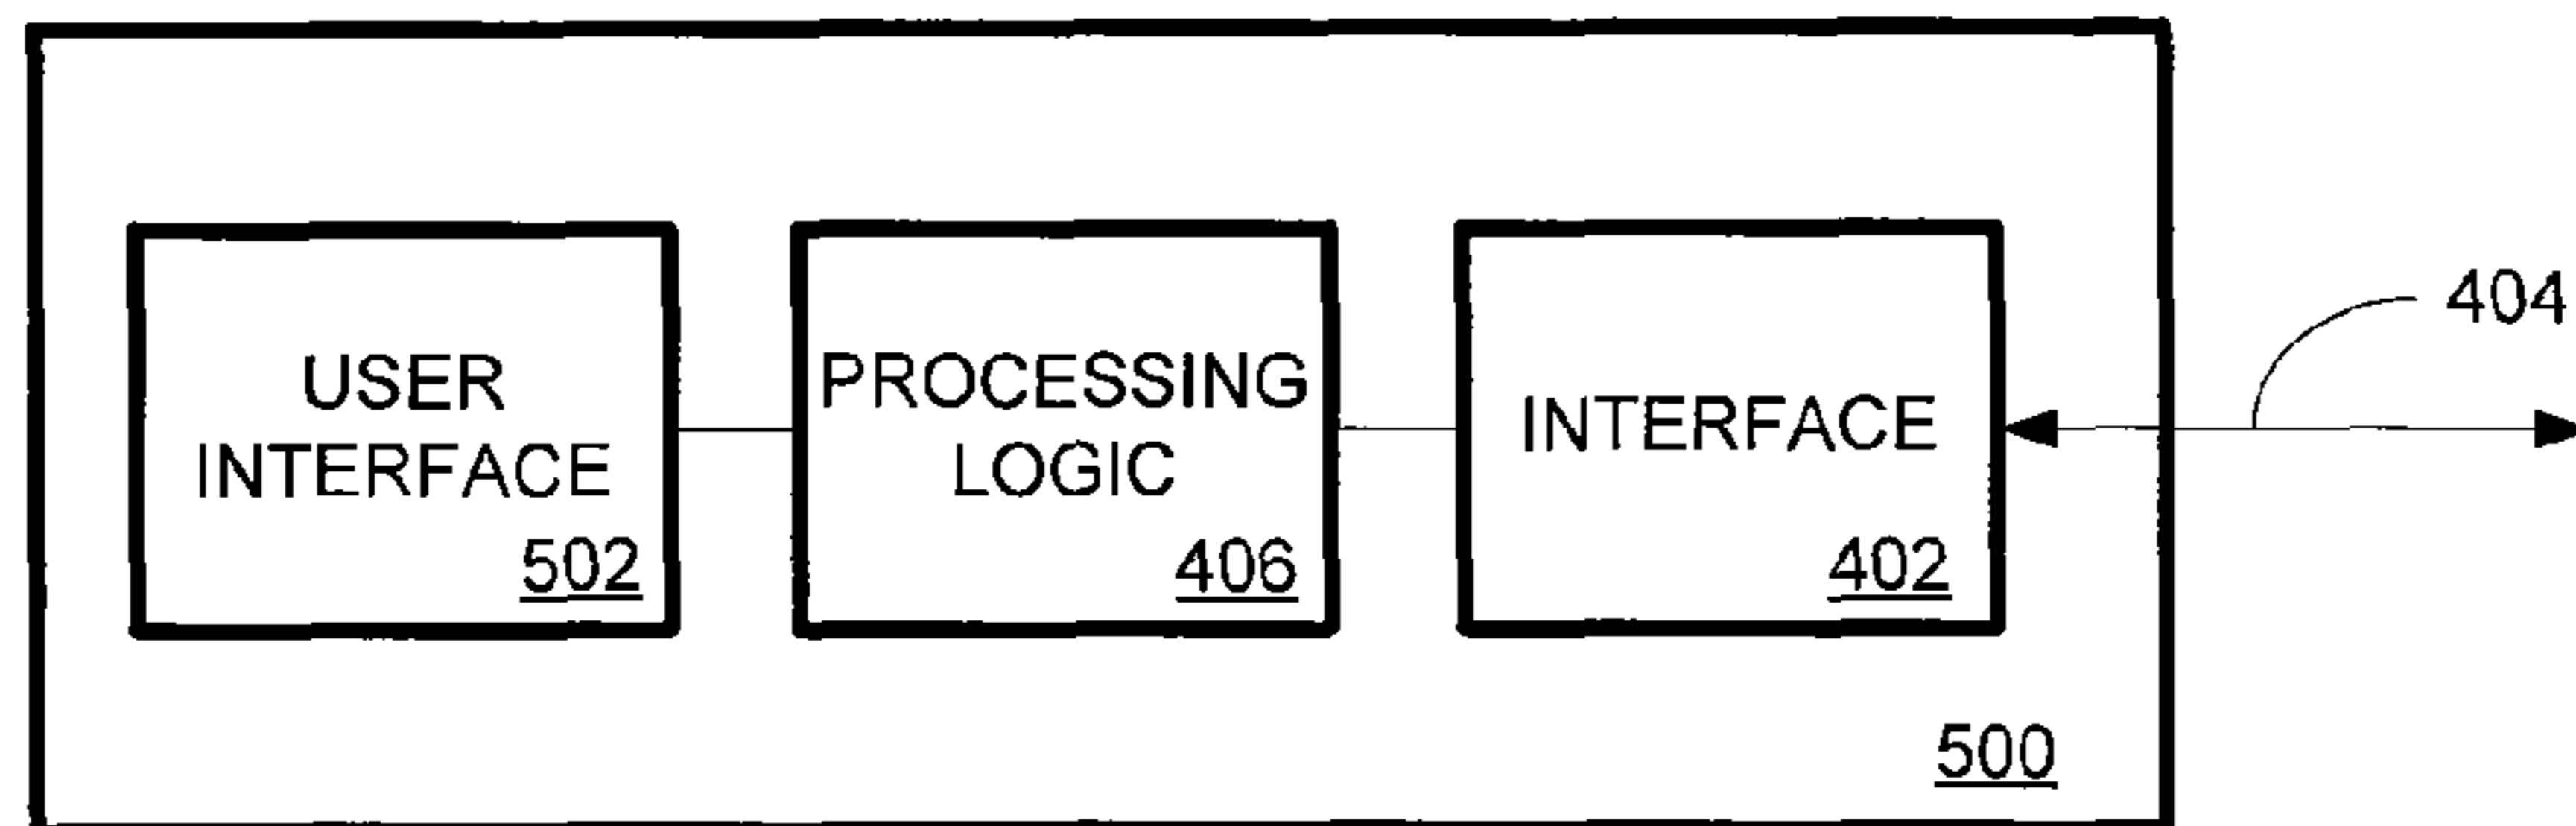 USER
INTERFACE
502
PROCESSING
LOGIC
406
INTERFACE
402
404
500